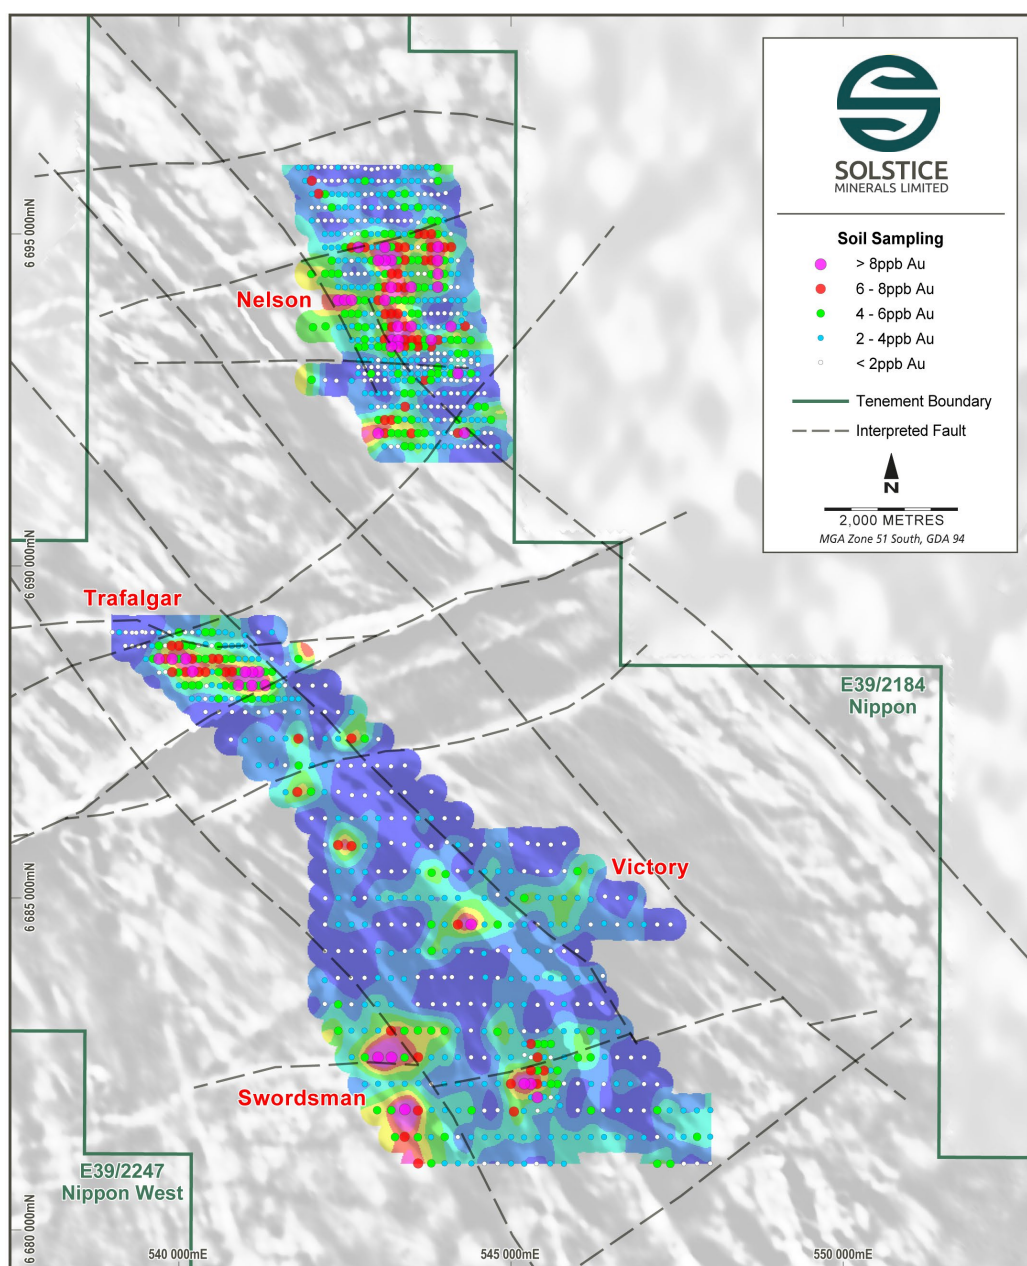 SOLSTICE
MINERALS LIMITED
Soil Sampling
> 8ppb Au
6 - 8ppb Au
4 - 6ppb Au
2 - 4ppb Au
< 2ppb Au
Tenement Boundary
Interpreted Fault
N
2,000 METRES
MGA Zone 51 South, GDA 94
6 695 000mN
Nelson
6 690 000mN
Trafalgar
E39/2184
Nippon
Victory
6 685 000mN
Swordsman
E39/2247
Nippon West
6 680 000mN
540 000mE
545 000mE
550 000mE